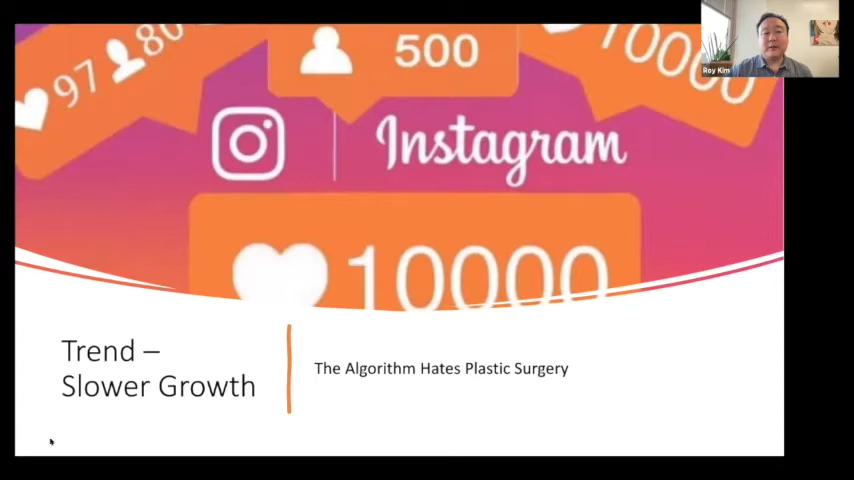 97
80
500
10000
Roy Kim
Instagram
10000
Trend –
Slower Growth
The Algorithm Hates Plastic Surgery